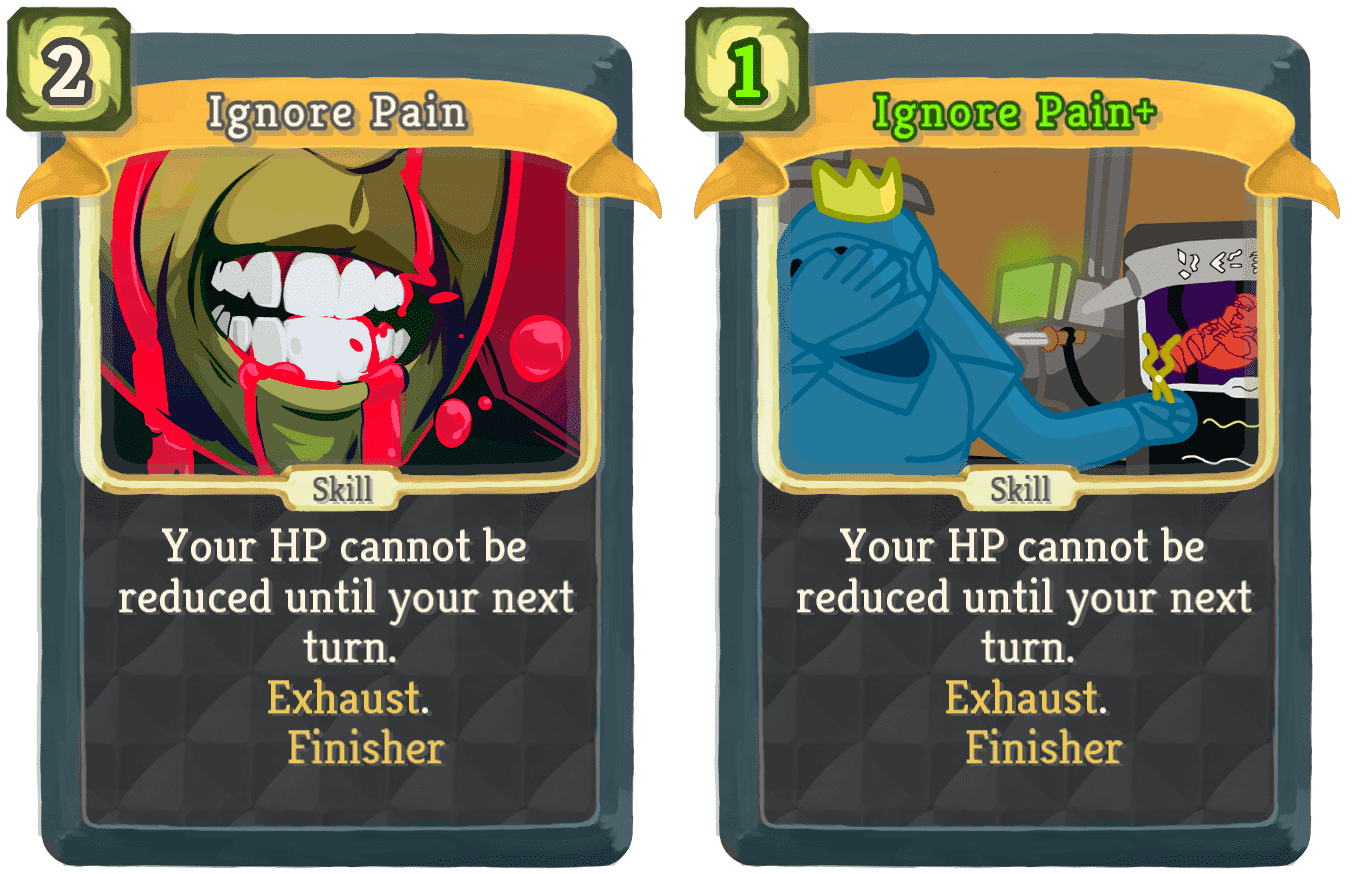 2
Ignore Pain
Skill
Your HP cannot be
reduced until your next
turn.
Exhaust.
Finisher
1
Ignore Pain+
Skill
Your HP cannot be
reduced until your next
turn.
Exhaust.
Finisher